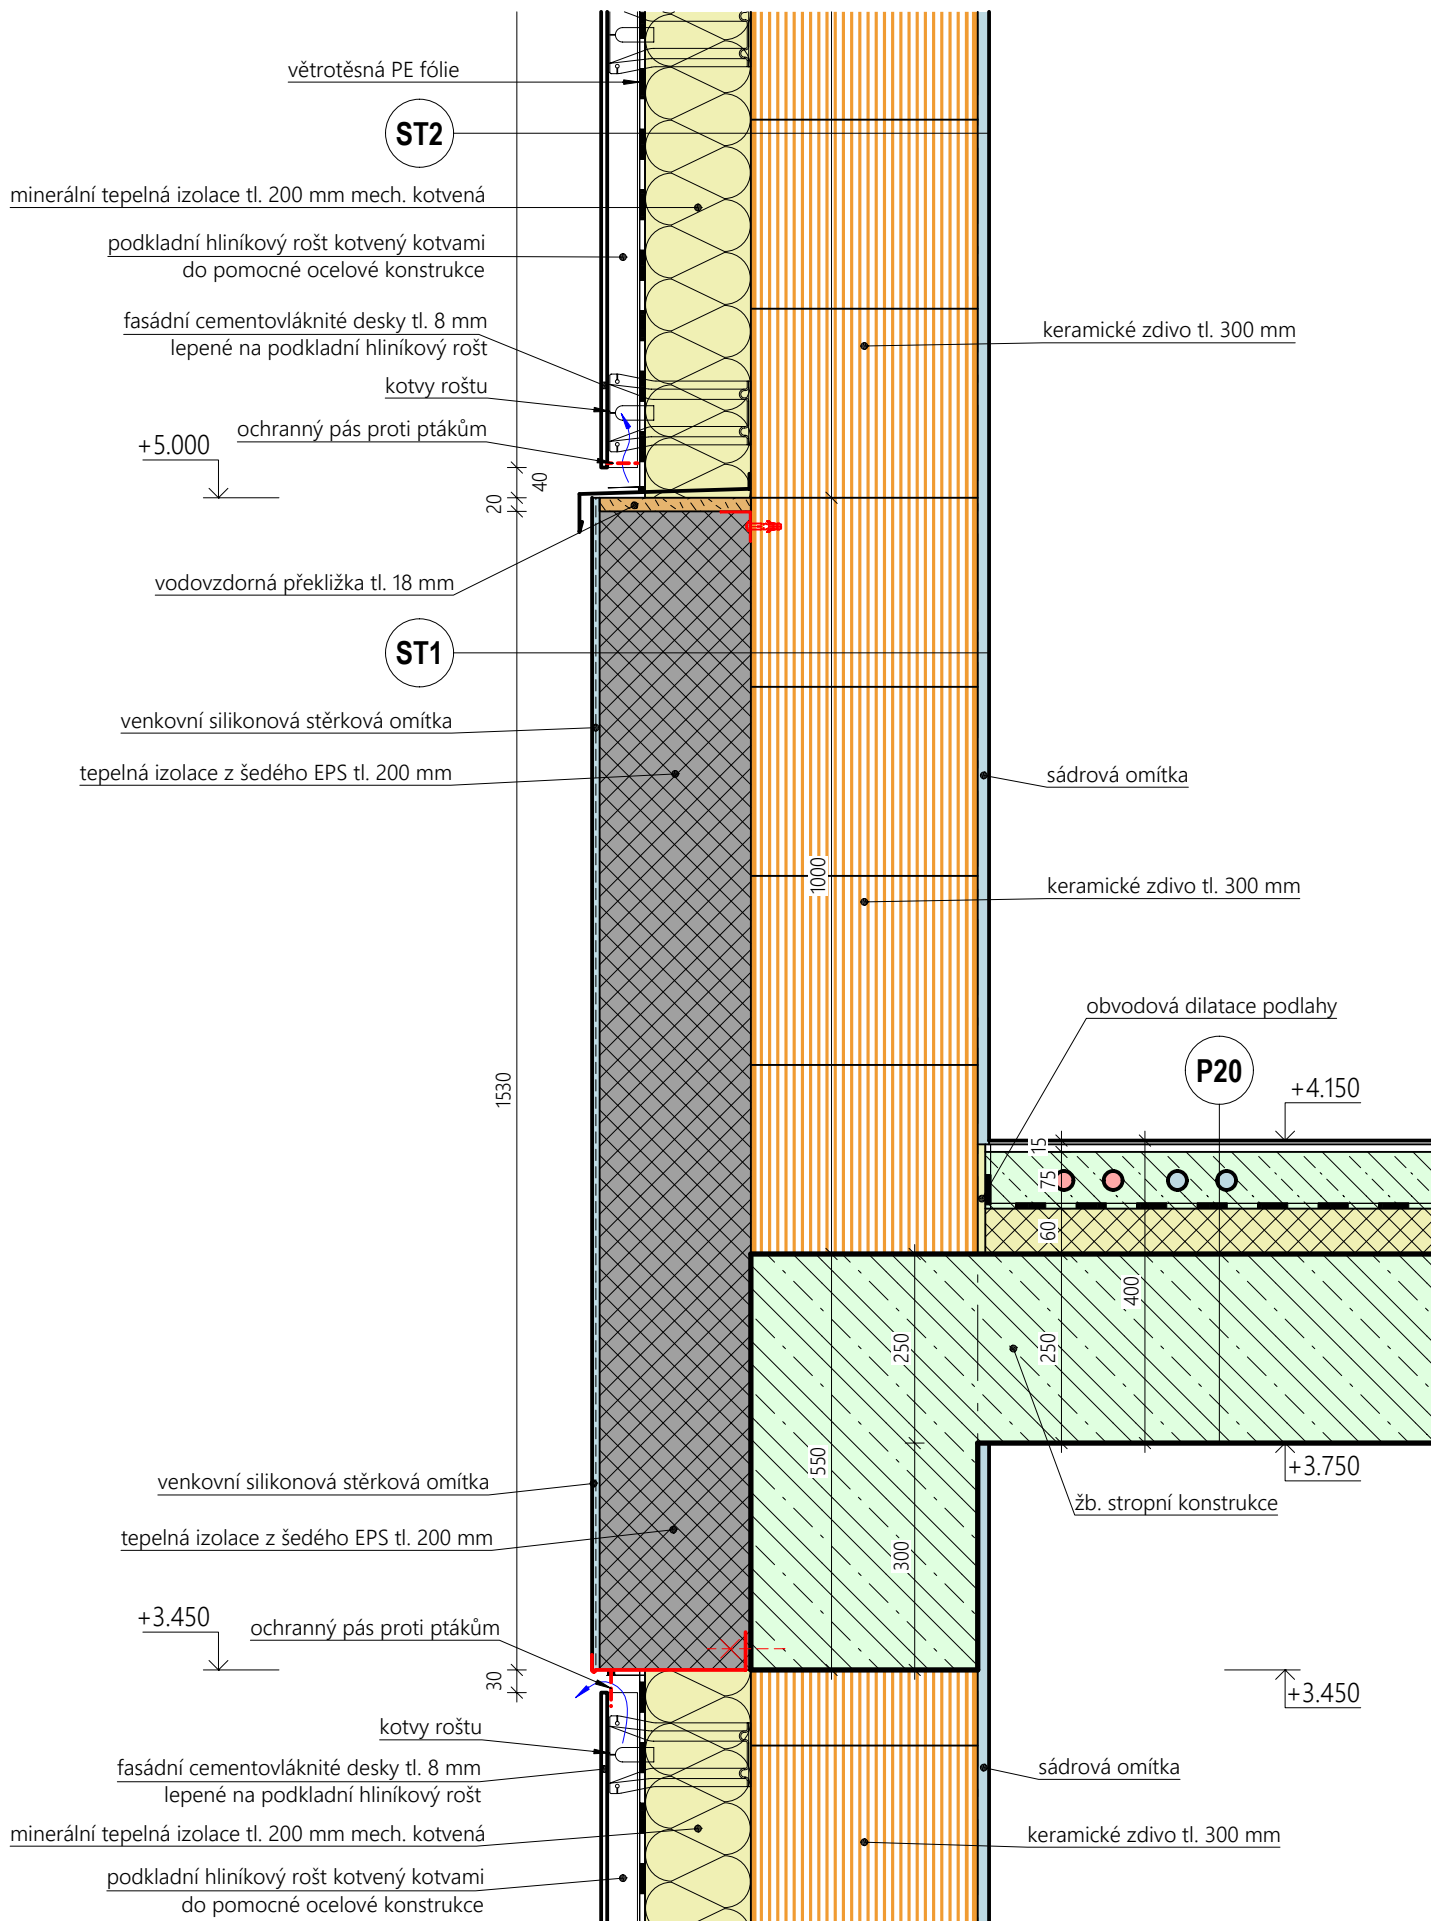 větrotěsná PE fólie
ST2
minerální tepelná izolace tl. 200 mm mech. kotvená
podkladní hliníkový rošt kotvený kotvami
do pomocné ocelové konstrukce
fasádní cementovláknité desky tl. 8 mm
lepené na podkladní hliníkový rošt
keramické zdivo tl. 300 mm
kotvy roštu
ochranný pás proti ptákům
+5.000
40
20
vodovzdorná překližka tl. 18 mm
ST1
venkovní silikonová stěrková omítka
tepelná izolace z šedého EPS tl. 200 mm
sádrová omítka
1000
keramické zdivo tl. 300 mm
obvodová dilatace podlahy
P20
1530
+4.150
15
75
60
400
250
250
550
+3.750
venkovní silikonová stěrková omítka
žb. stropní konstrukce
tepelná izolace z šedého EPS tl. 200 mm
300
+3.450
ochranný pás proti ptákům
30
+3.450
kotvy roštu
fasádní cementovláknité desky tl. 8 mm
lepené na podkladní hliníkový rošt
sádrová omítka
minerální tepelná izolace tl. 200 mm mech. kotvená
keramické zdivo tl. 300 mm
podkladní hliníkový rošt kotvený kotvami
do pomocné ocelové konstrukce